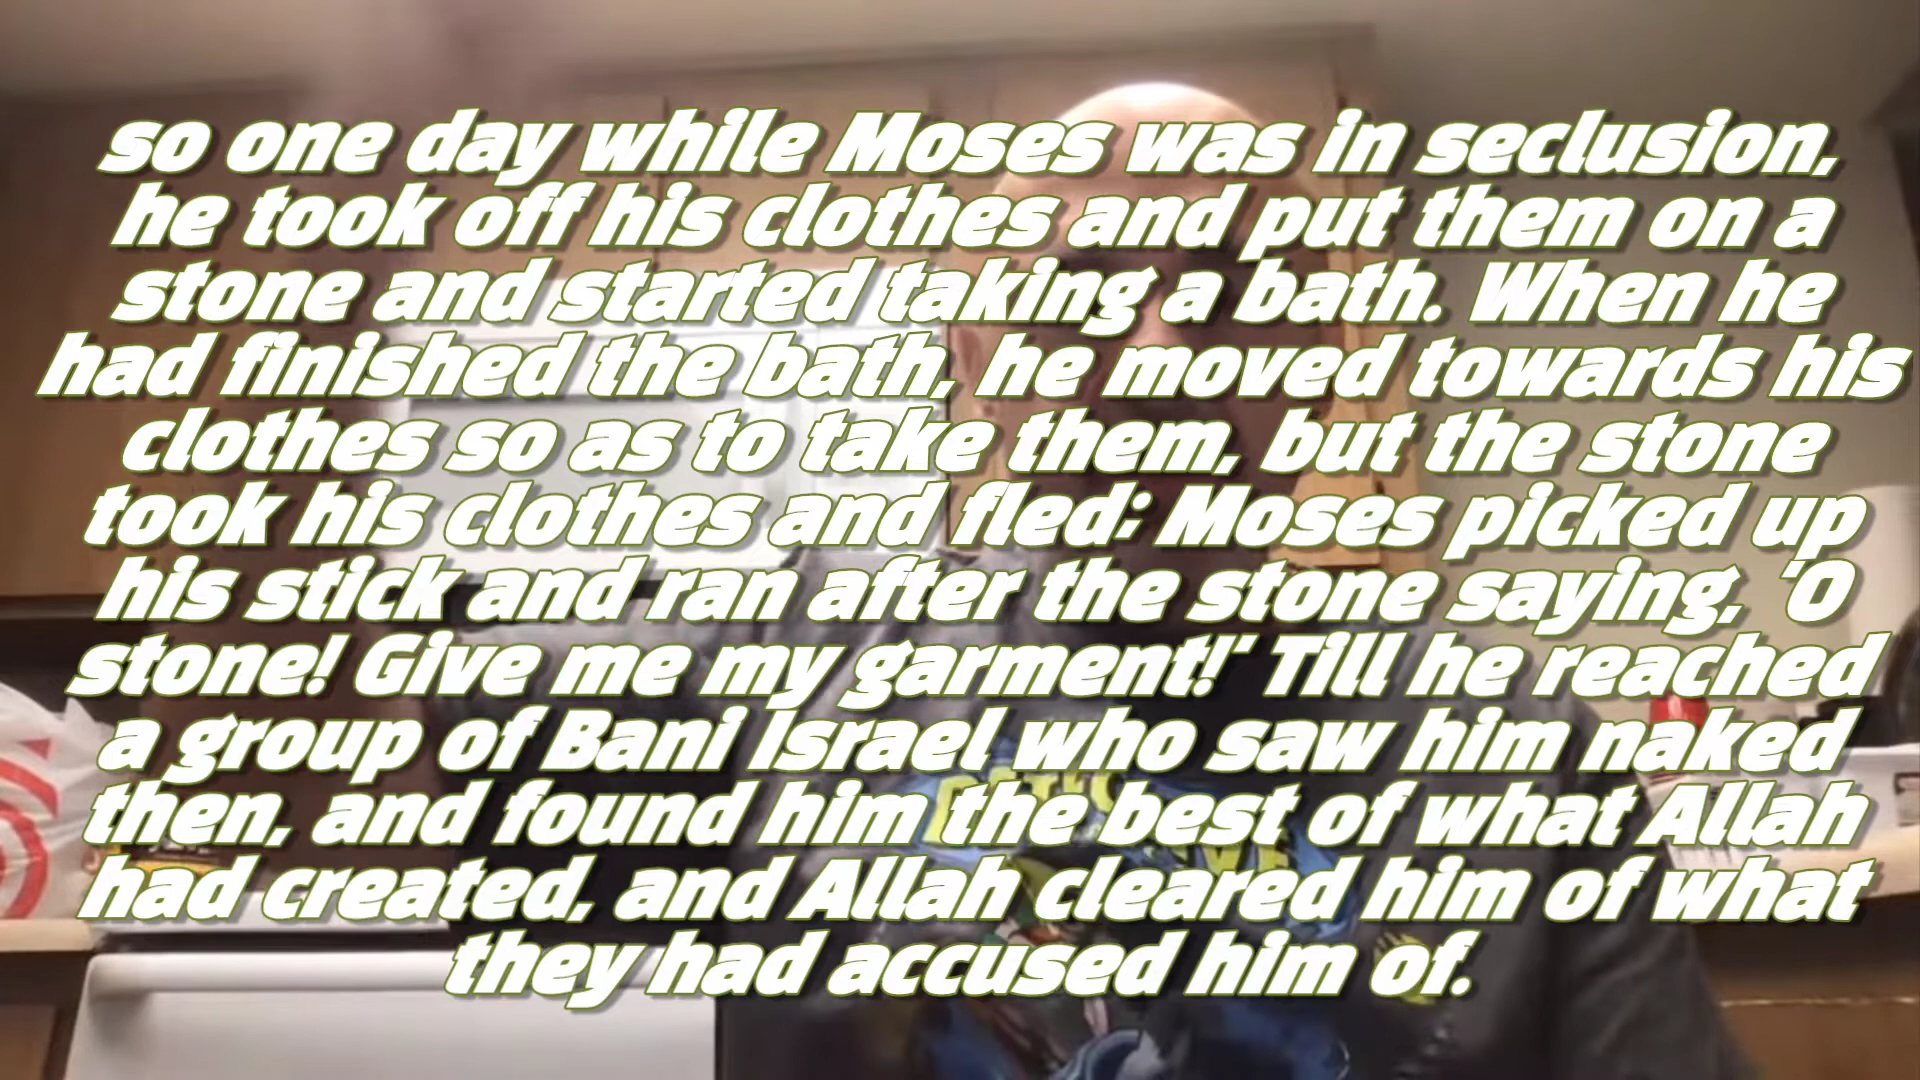 so one day while Moses was in seclusion,
he took off his clothes and put them on a
stone and started taking a bath. When he
had finished the bath, he moved towards his
clothes so as to take them, but the stone
took his clothes and fled; Moses picked up
his stick and ran after the stone saying, 'O
stone! Give me my garment!' Till he reached
a group of Bani Israel who saw him naked
then, and found him the best of what Allah
had created, and Allah cleared him of what
they had accused him of.